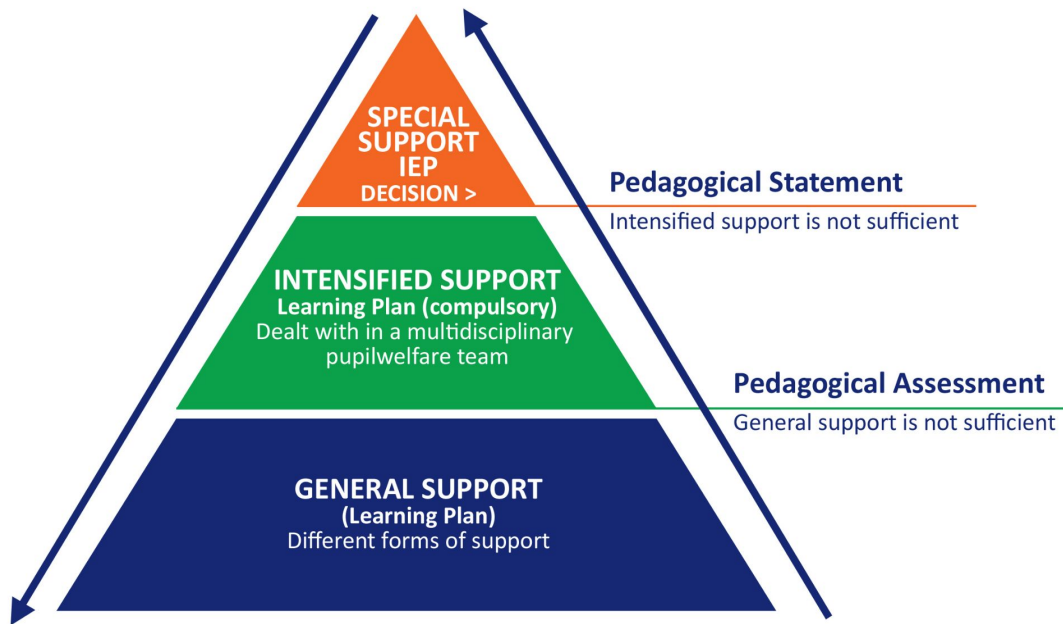 SPECIAL
SUPPORT
IEP
DECISION >
Pedagogical Statement
Intensified support is not sufficient
INTENSIFIED SUPPORT
Learning Plan (compulsory)
Dealt with in a multidisciplinary
pupilwelfare team
Pedagogical Assessment
General support is not sufficient
GENERAL SUPPORT
(Learning Plan)
Different forms of support